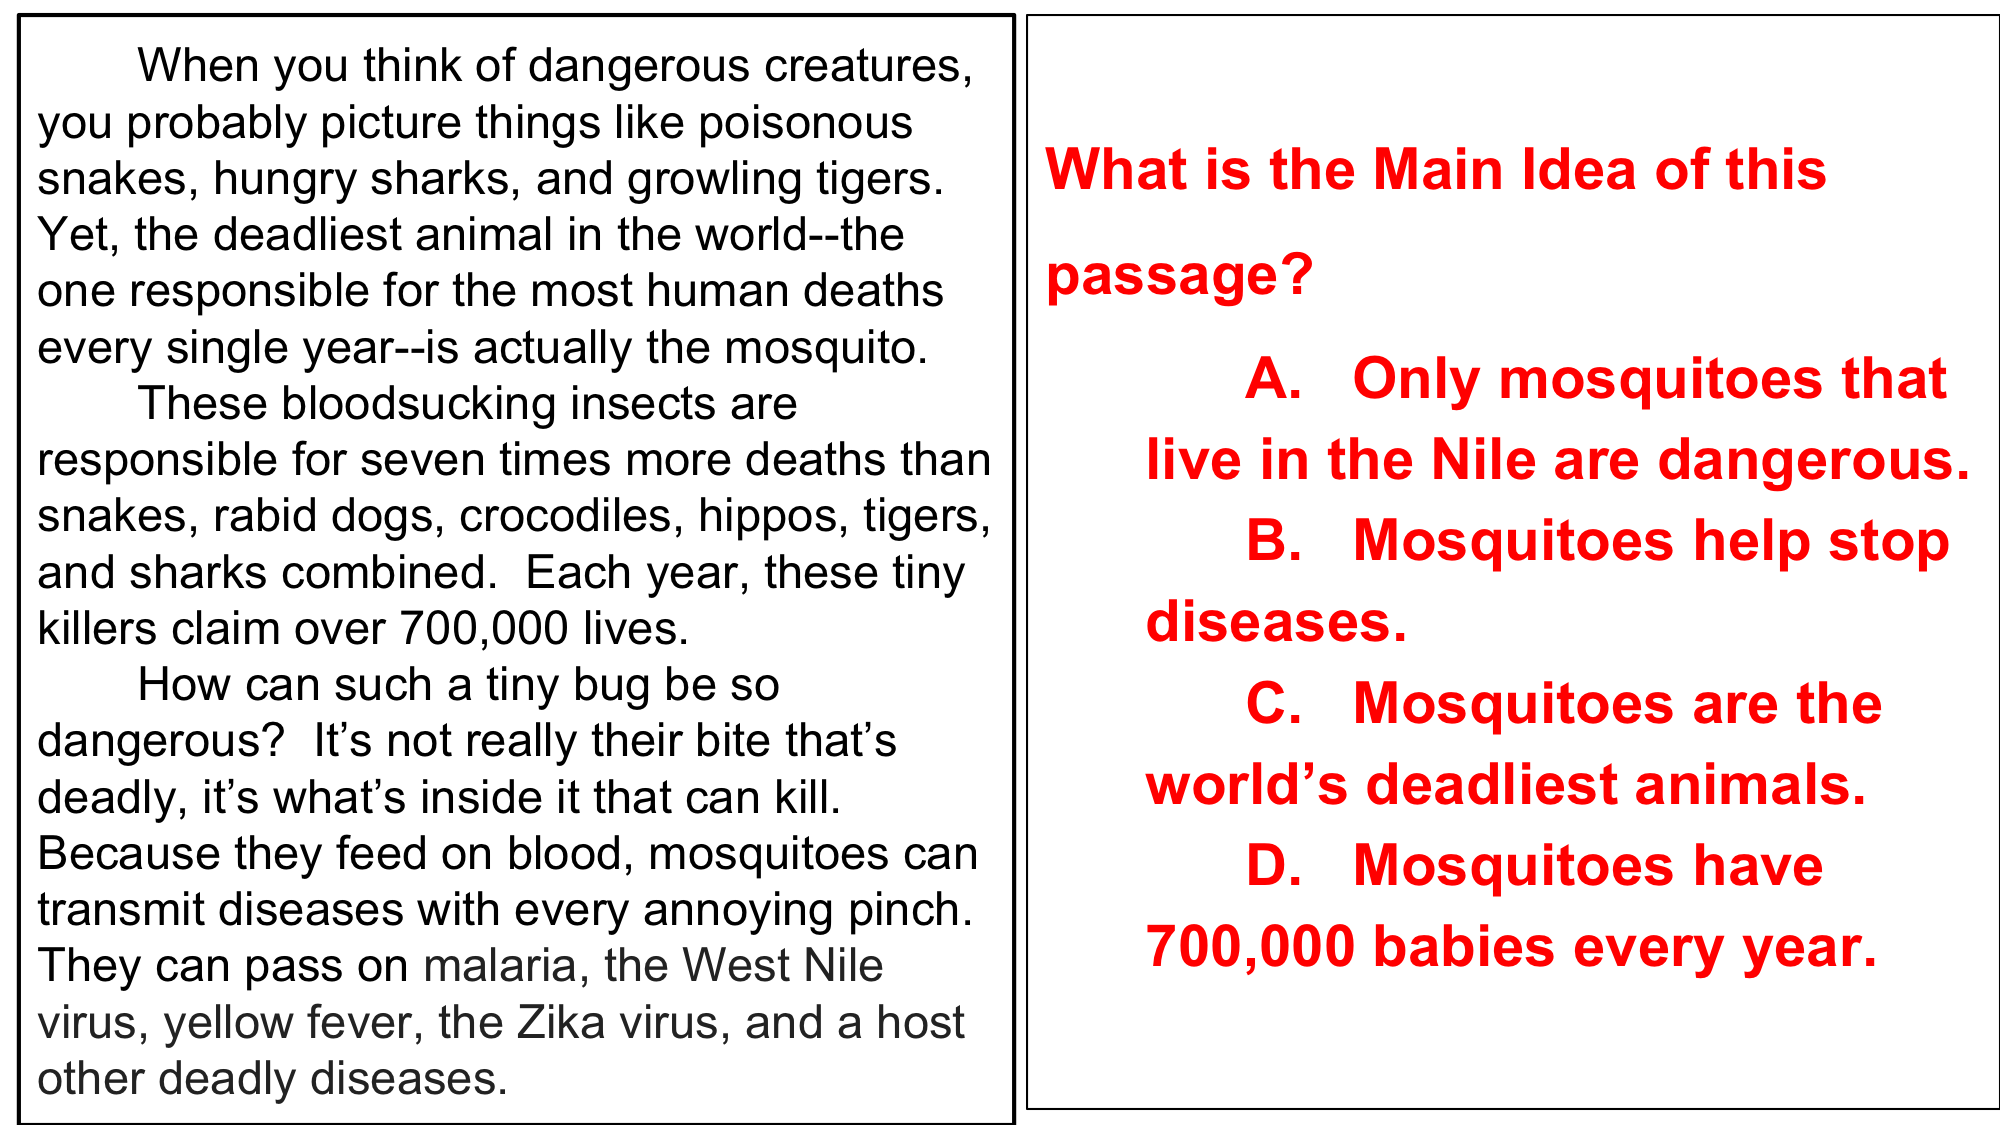 When you think of dangerous creatures,
you probably picture things like poisonous
snakes, hungry sharks, and growling tigers.
Yet, the deadliest animal in the world--the
one responsible for the most human deaths
every single year--is actually the mosquito.
These bloodsucking insects are
responsible for seven times more deaths than
snakes, rabid dogs, crocodiles, hippos, tigers,
and sharks combined.  Each year, these tiny
killers claim over 700,000 lives.
How can such a tiny bug be so
dangerous?  It’s not really their bite that’s
deadly, it’s what’s inside it that can kill.
Because they feed on blood, mosquitoes can
transmit diseases with every annoying pinch.
They can pass on malaria, the West Nile
virus, yellow fever, the Zika virus, and a host
other deadly diseases.
What is the Main Idea of this
passage?
A.   Only mosquitoes that
live in the Nile are dangerous.
B.   Mosquitoes help stop
diseases.
C.   Mosquitoes are the
world’s deadliest animals.
D.   Mosquitoes have
700,000 babies every year.